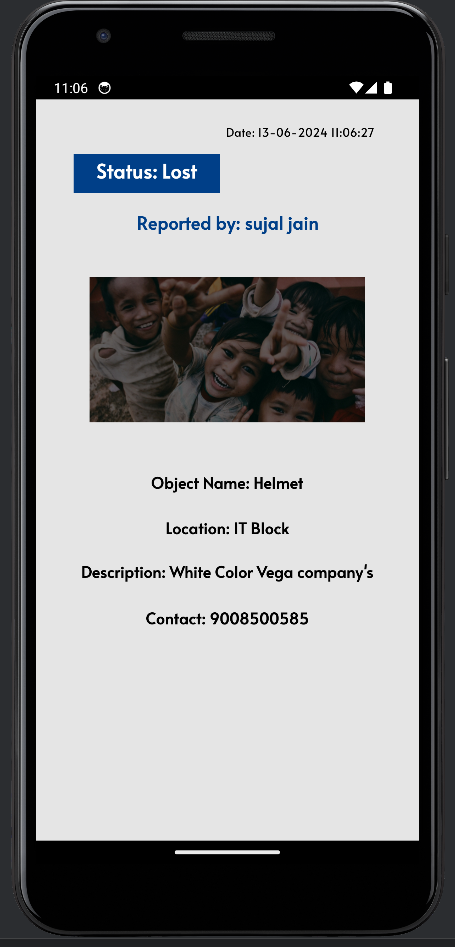 11:06
Date: 13-06-2024 11:06:27
Status: Lost
Reported by: sujal jain
Object Name: Helmet
Location: IT Block
Description: White Color Vega company's
Contact: 9008500585